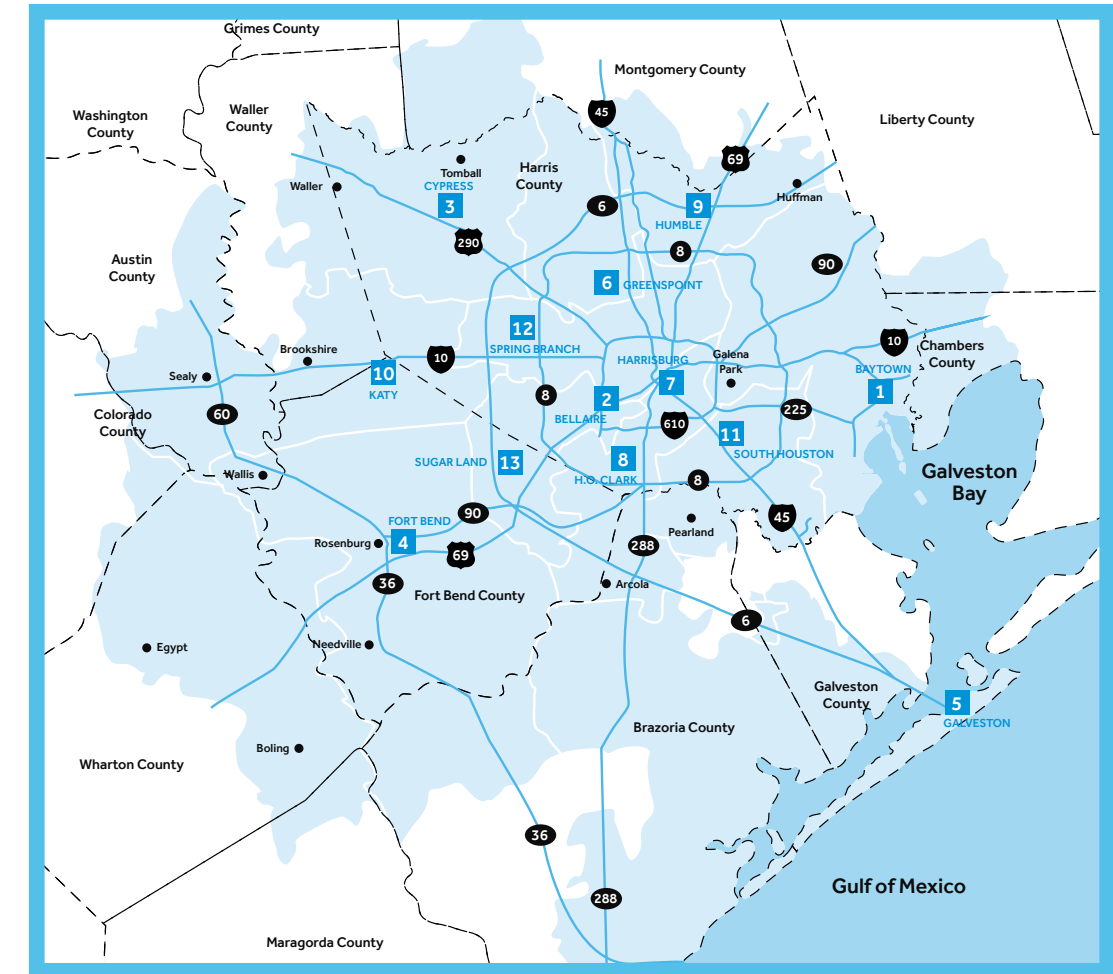 Grimes County
Montgomery County
45
Washington
County
Waller
County
Liberty County
69
Tomball
Harris
County
CYPRESS
3
Waller
6
9
HUMBLE
Huffman
290
8
90
Austin
County
6
GREENSPOINT
12
SPRING BRANCH
10
10
Chambers
County
Brookshire
HARRISBURG
Galena
Park
BAYTOWN
1
Sealy
10
KATY
7
8
2
BELLAIRE
60
Colorado
County
225
610
11
SOUTH HOUSTON
SUGAR LAND
13
8
H.O. CLARK
Wallis
8
Galveston
Bay
90
FORT BEND
4
45
Rosenburg
69
Pearland
288
36
Arcola
Fort Bend County
6
Needville
Egypt
Galveston
County
5
GALVESTON
Brazoria County
Boling
Wharton County
36
Gulf of Mexico
288
Maragorda County